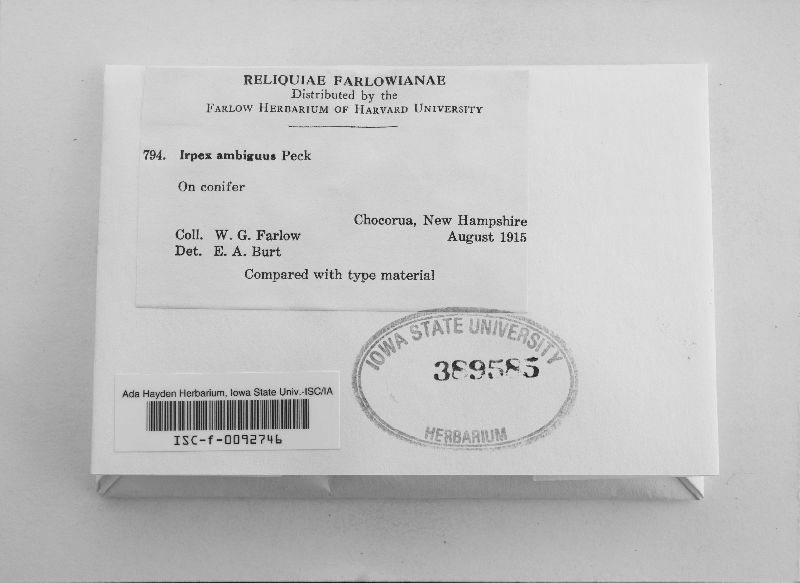 RELIQUIAE FARLOWIANAE
Distributed by the
FARLOW HERBARIUM OF HARVARD UNIVERSITY
794. Irpex ambiguus Peck
On conifer
Chocorua, New Hampshire
Coll. W. G. Farlow August 1915
Det. E. A. Burt
Compared with type material
IOWA STATE UNIVERSITY
389585
HERBARIUM
Ada Hayden Herbarium, Iowa State Univ.-ISC/IA
ISC-f-0092746